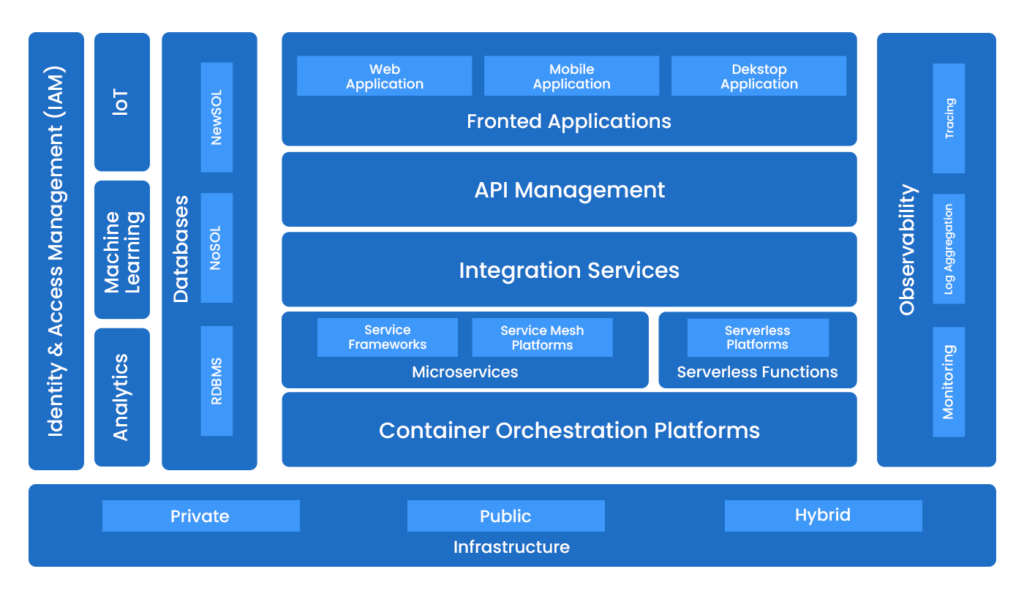 Identity & Access Management (IAM)
IoT
Machine
Learning
Analytics
Databases
NewSOL
NoSOL
RDBMS
Web
Application
Mobile
Application
Dekstop
Application
Fronted Applications
API Management
Integration Services
Service
Frameworks
Service Mesh
Platforms
Microservices
Serverless
Platforms
Serverless Functions
Container Orchestration Platforms
Observability
Tracing
Log Aggregation
Monitoring
Private
Public
Hybrid
Infrastructure